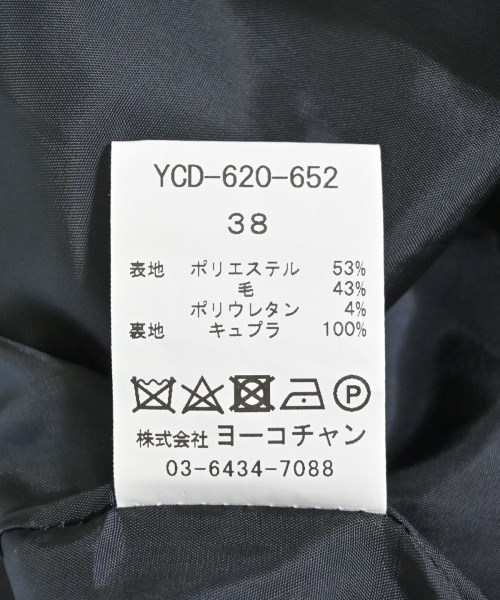 YCD-620-652
38
表地 ポリエステル 53%
毛 43%
ポリウレタン 4%
裏地 キュプラ 100%
P
株式会社 ヨーコチャン
03-6434-7088